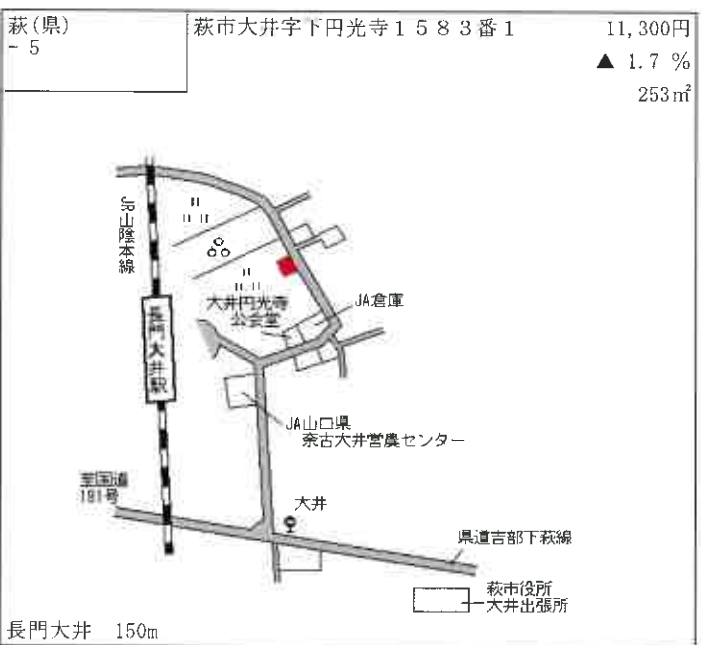 萩(県)
- 5
萩市大井字下円光寺1583番1
11,300円
▲ 1.7 %
253㎡
JR山陰本線
長門大井駅
大井円光寺
公会堂
JA倉庫
JA山口県
奈古大井営農センター
至国道
191号
大井
県道吉部下萩線
萩市役所
大井出張所
長門大井 150m